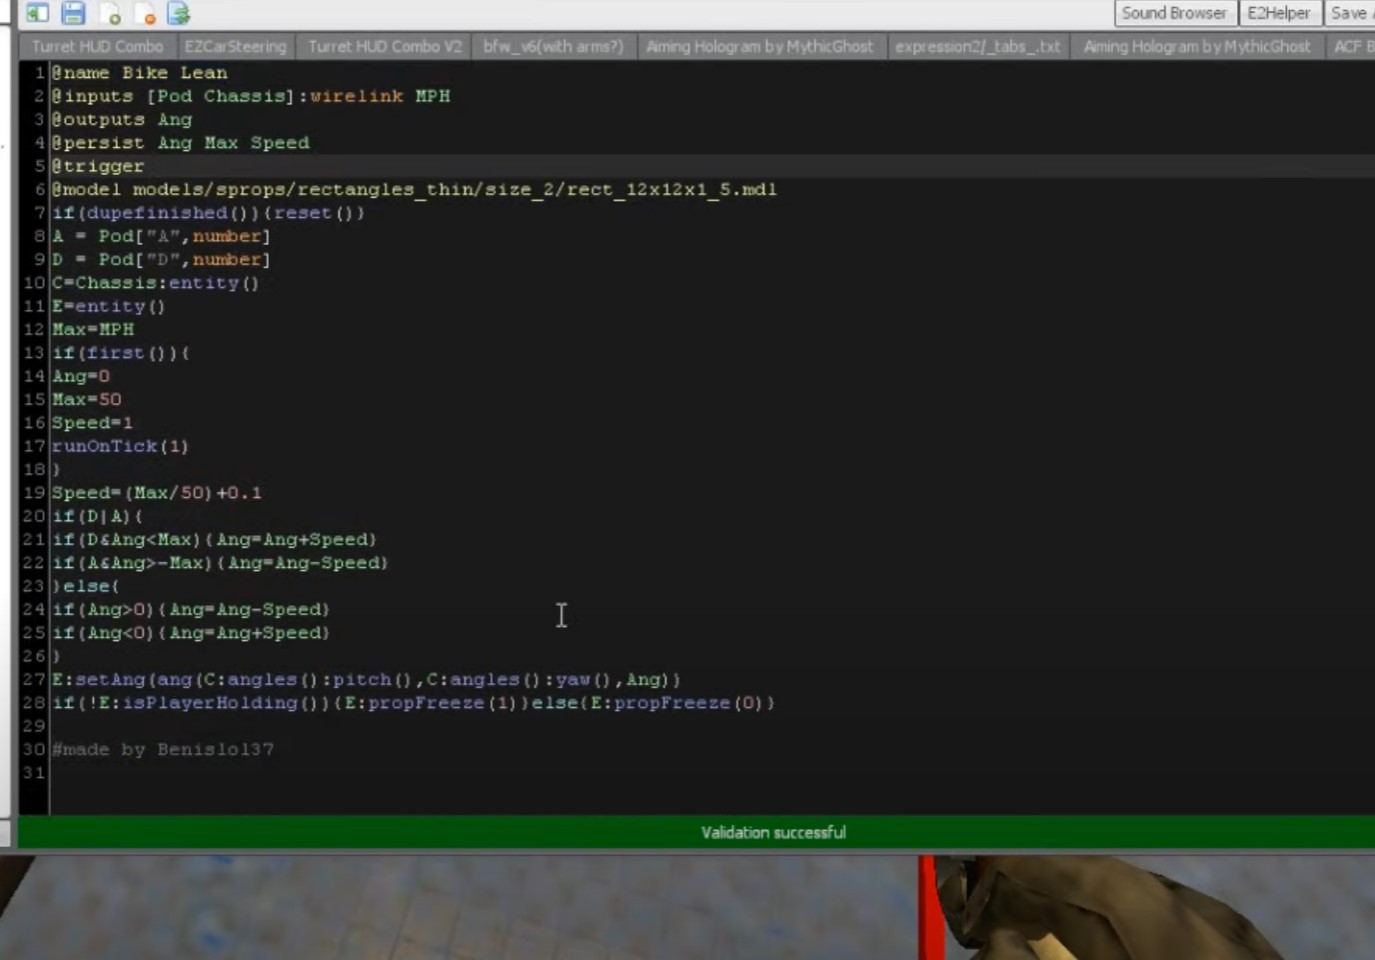 Sound Browser E2Helper Save
Turret HUD Combo EZCarSteering Turret HUD Combo V2 bfw_v6(with arms?) Aiming Hologram by MythicGhost expression2/_tabs_.txt Aiming Hologram by MythicGhost ACF B
1 @name Bike Lean
2 @inputs [Pod Chassis]:wirelink MPH
3 @outputs Ang
4 @persist Ang Max Speed
5 @trigger
6 @model models/sprops/rectangles_thin/size_2/rect_12x12x1_5.mdl
7 if(dupefinished()){reset()}
8 A = Pod["A",number]
9 D = Pod["D",number]
10 C=Chassis:entity()
11 E=entity()
12 Max=MPH
13 if(first()){
14 Ang=0
15 Max=50
16 Speed=1
17 runOnTick(1)
18 }
19 Speed=(Max/50)+0.1
20 if(D|A){
21 if(D&Ang<Max){Ang=Ang+Speed}
22 if(A&Ang>-Max){Ang=Ang-Speed}
23 }else{
24 if(Ang>0){Ang=Ang-Speed}
25 if(Ang<0){Ang=Ang+Speed}
26 }
27 E:setAng(ang(C:angles():pitch(),C:angles():yaw(),Ang))
28 if(!E:isPlayerHolding()){E:propFreeze(1)}else{E:propFreeze(0)}
29
30 #made by Benislol37
31
Validation successful